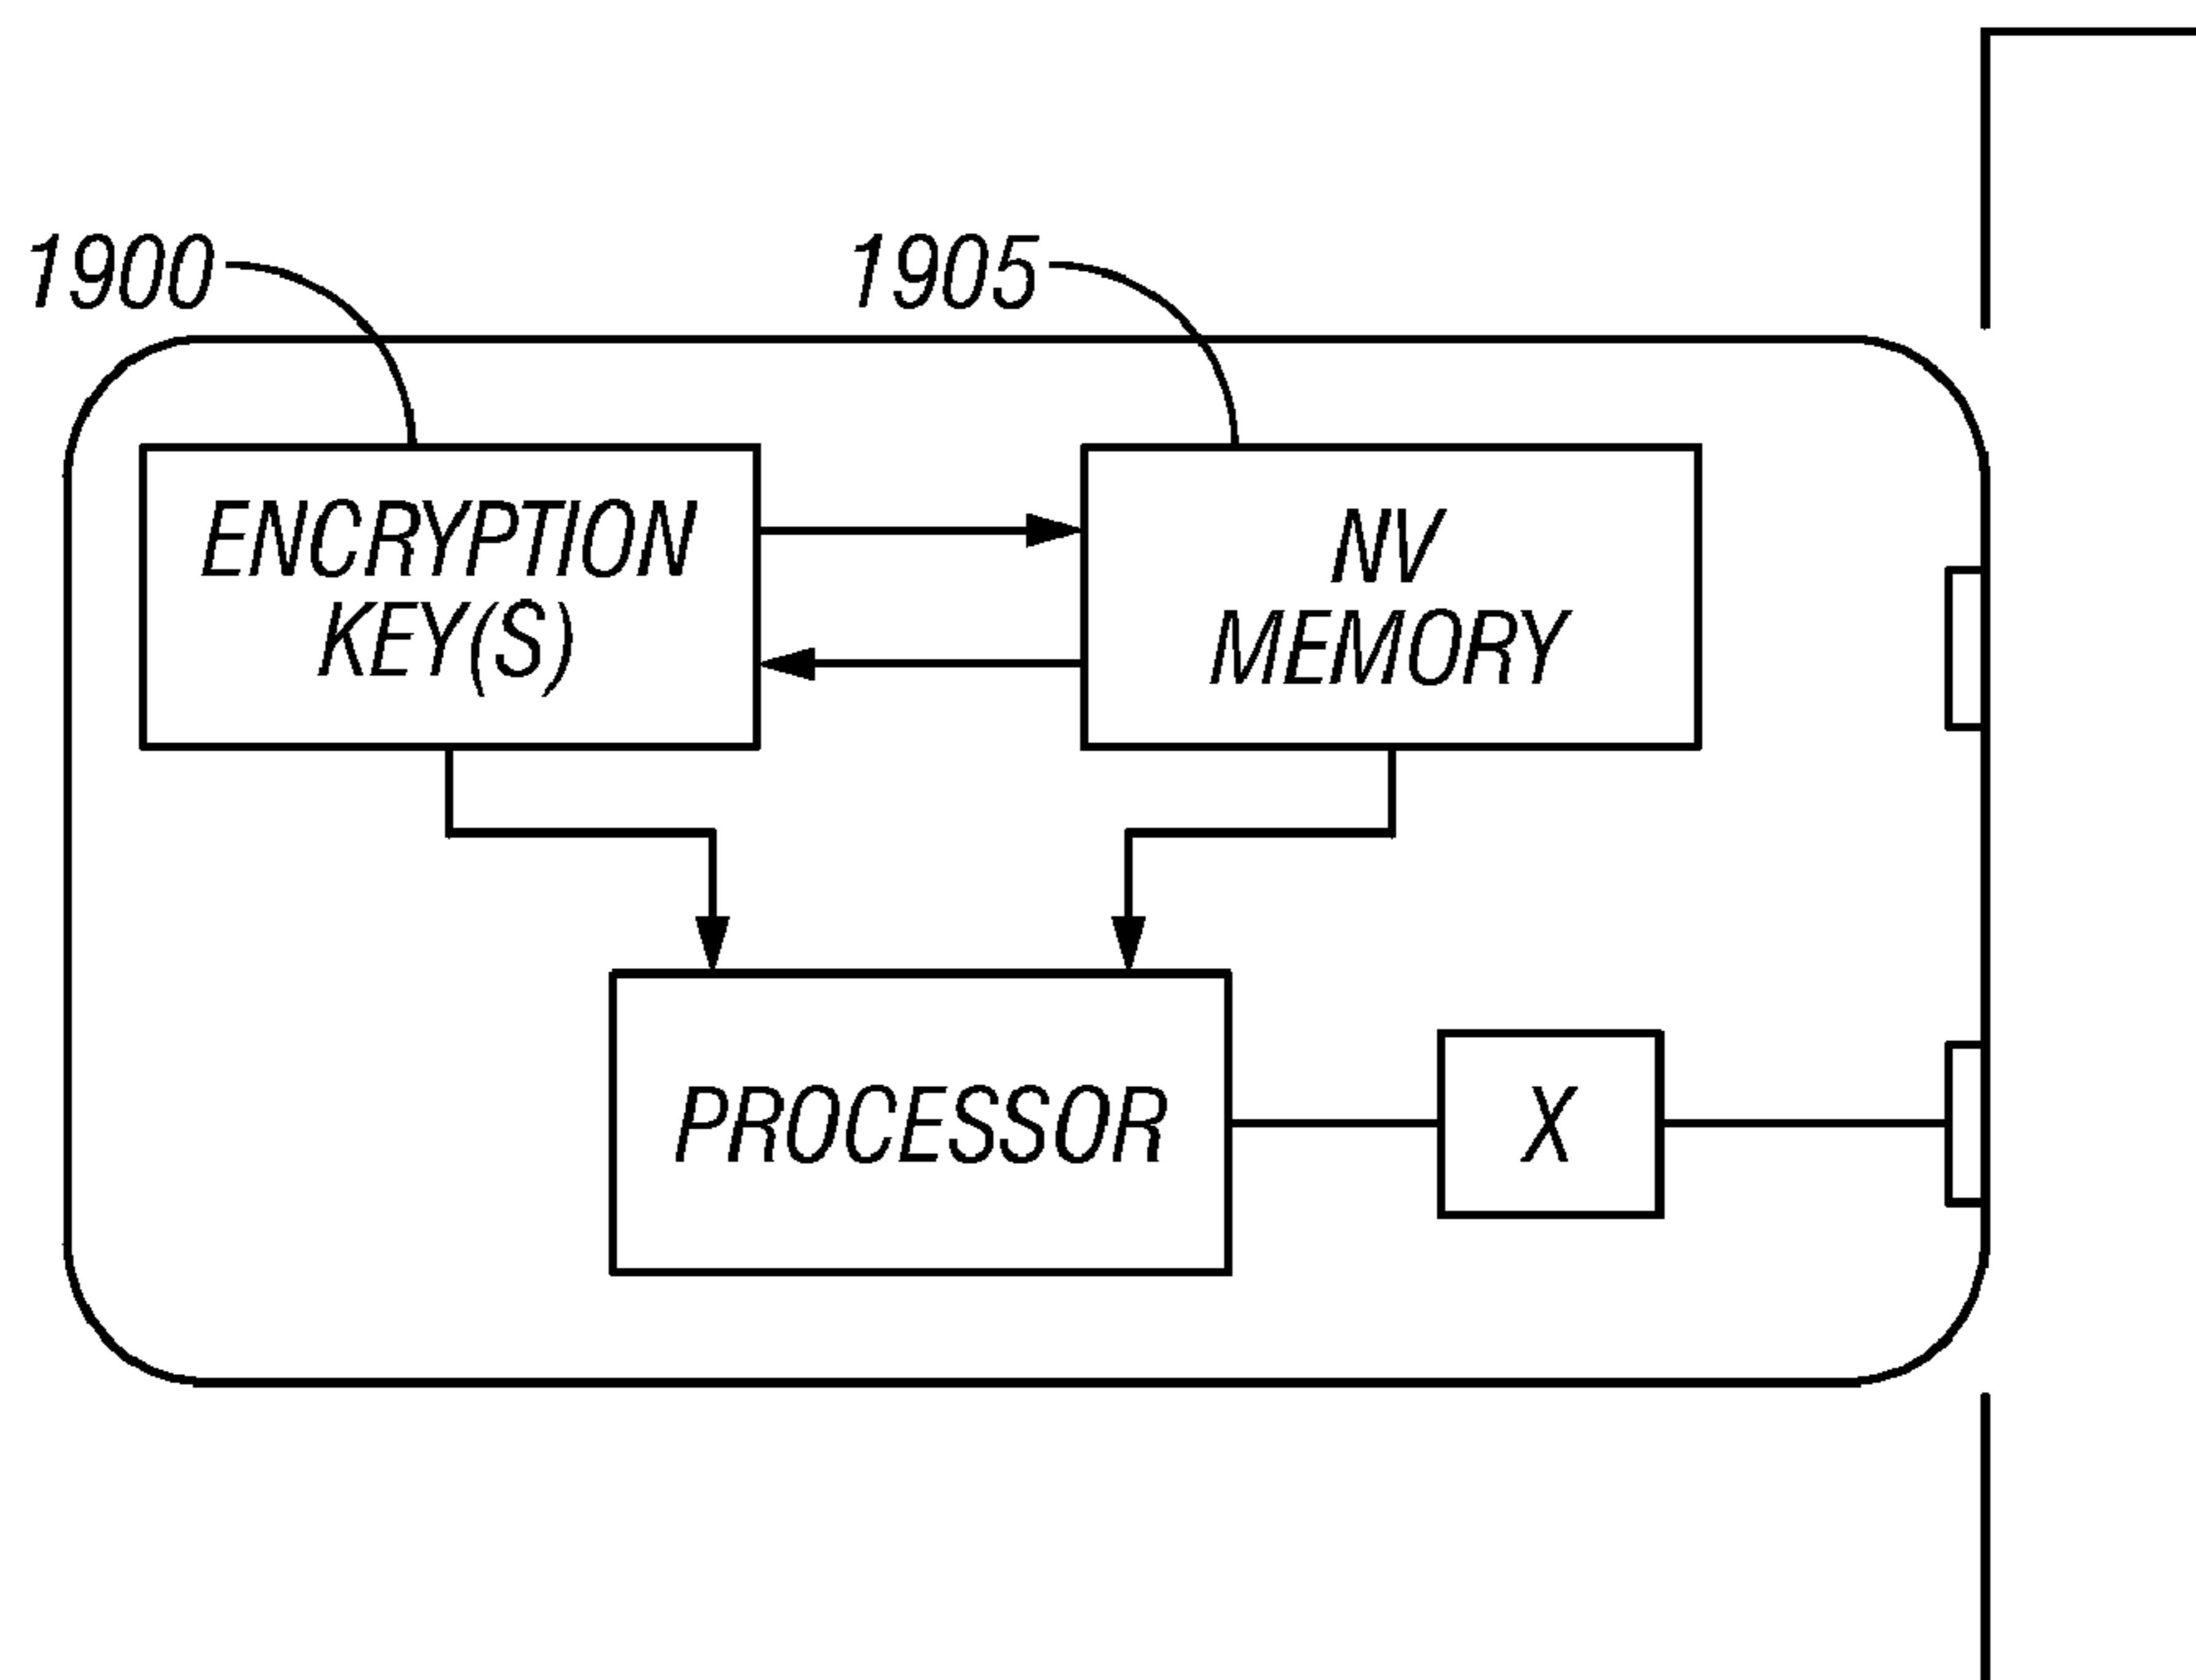 1900
1905
ENCRYPTION
KEY(S)
NV
MEMORY
PROCESSOR
X